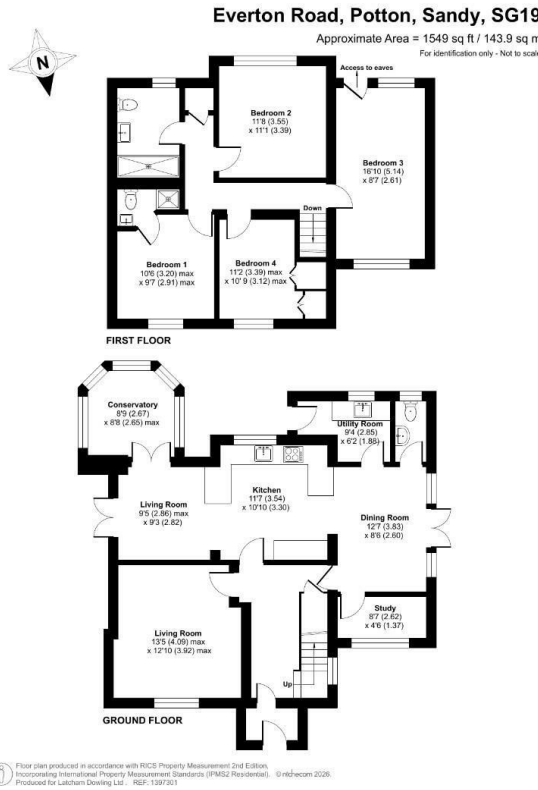 Everton Road, Potton, Sandy, SG19
Approximate Area = 1549 sq ft / 143.9 sq m
For identification only - Not to scale
N
Access to eaves
Bedroom 2
11'8 (3.55)
x 11'1 (3.39)
Bedroom 3
16'10 (5.14)
x 8'7 (2.61)
Down
Bedroom 1
10'6 (3.20) max
x 9'7 (2.91) max
Bedroom 4
11'2 (3.39) max
x 10' 9 (3.12) max
FIRST FLOOR
Conservatory
8'9 (2.67)
x 8'8 (2.65) max
Utility Room
9'4 (2.85)
x 6'2 (1.88)
Living Room
9'5 (2.86) max
x 9'3 (2.82)
Kitchen
11'7 (3.54)
x 10'10 (3.30)
Dining Room
12'7 (3.83)
x 8'6 (2.60)
Study
8'7 (2.62)
x 4'6 (1.37)
Living Room
13'5 (4.09) max
x 12'10 (3.92) max
Up
GROUND FLOOR
Floor plan produced in accordance with RICS Property Measurement 2nd Edition,
Incorporating International Property Measurement Standards (IPMS2 Residential). © nichecom 2026.
Produced for Latcham Dowling Ltd. REF: 1397301